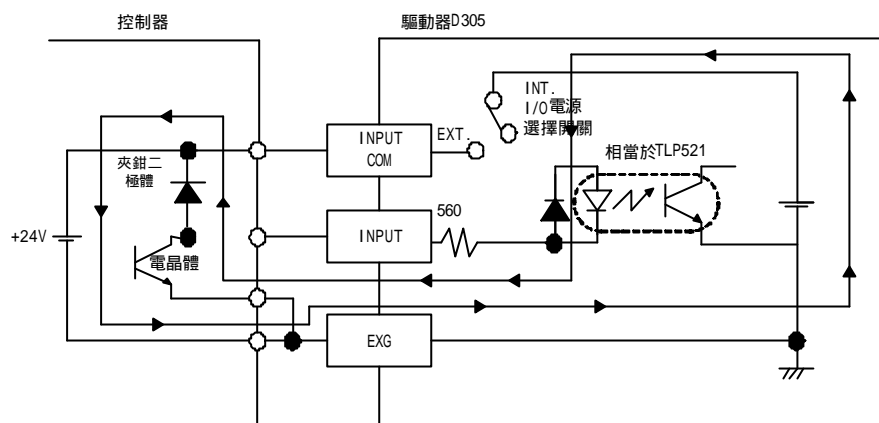 控制器
驅動器D305
INT.
I/O電源
選擇開關
EXT.
INPUT
COM
相當於TLP521
夾鉗二
極體
560
INPUT
+24V
電晶體
EXG